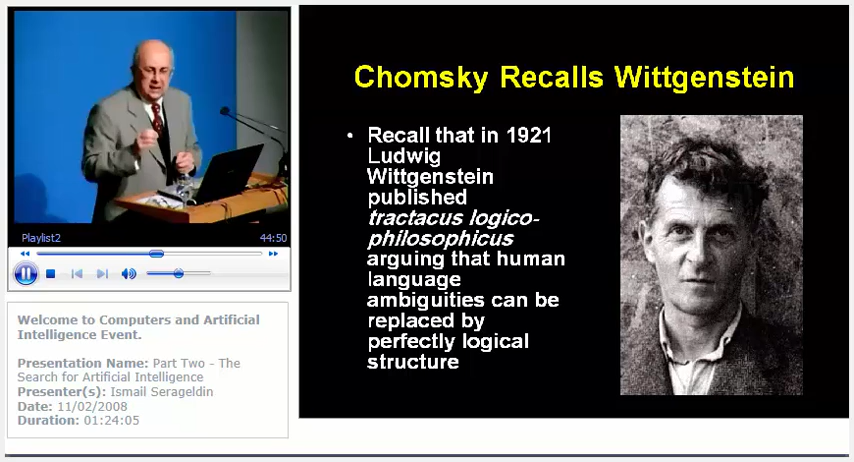 Chomsky Recalls Wittgenstein
• Recall that in 1921
Ludwig
Wittgenstein
published
tractacus logico-
philosophicus
arguing that human
language
ambiguities can be
replaced by
perfectly logical
structure
Playlist2 44:50
Welcome to Computers and Artificial
Intelligence Event.
Presentation Name: Part Two - The
Search for Artificial Intelligence
Presenter(s): Ismail Serageldin
Date: 11/02/2008
Duration: 01:24:05